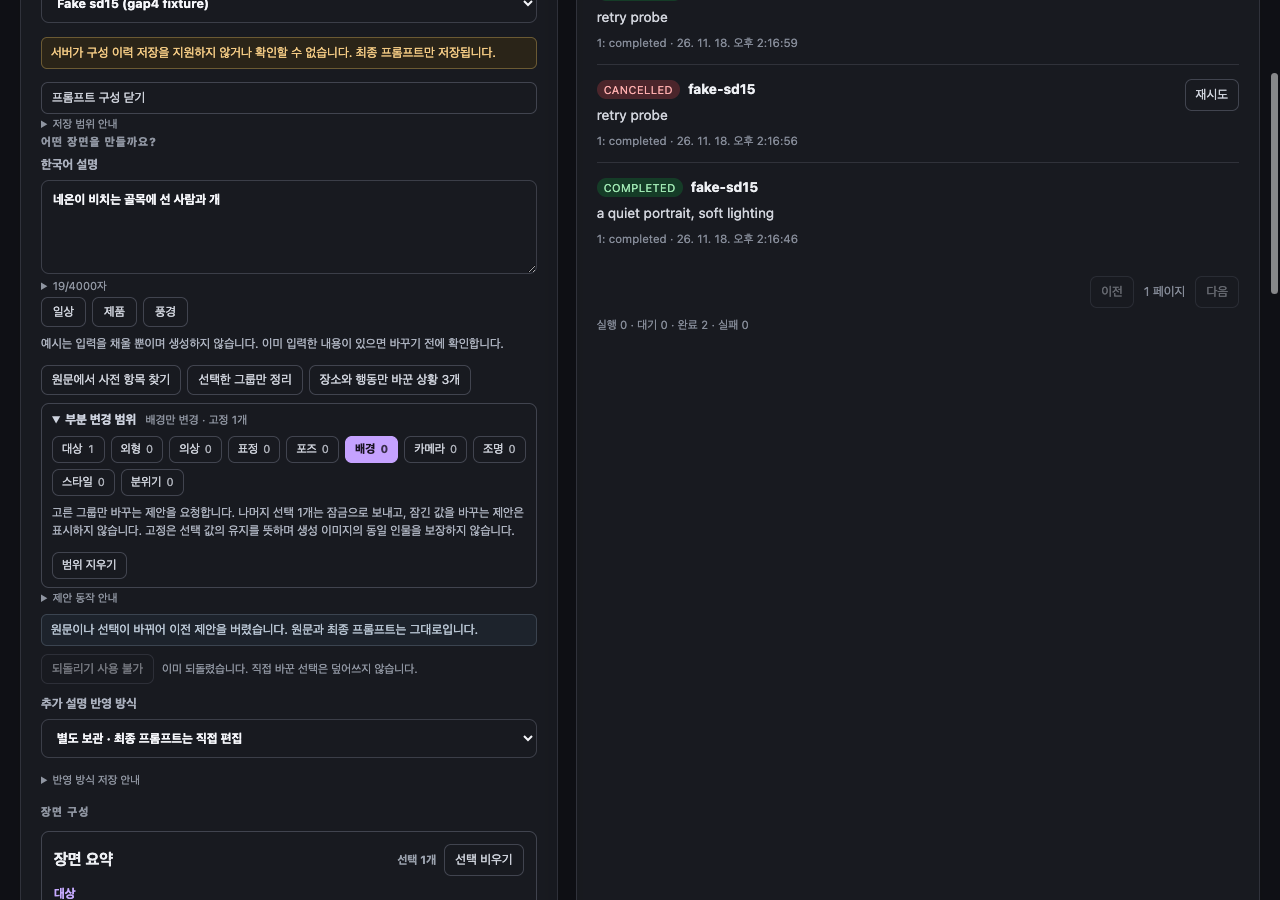 Fake sd15 (gap4 fixture)
서버가 구성 이력 저장을 지원하지 않거나 확인할 수 없습니다. 최종 프롬프트만 저장됩니다.
프롬프트 구성 닫기
저장 범위 안내
어떤 장면을 만들까요?
한국어 설명
네온이 비치는 골목에 선 사람과 개
19/4000자
일상 제품 풍경
예시는 입력을 채울 뿐이며 생성하지 않습니다. 이미 입력한 내용이 있으면 바꾸기 전에 확인합니다.
원문에서 사전 항목 찾기 선택한 그룹만 정리 장소와 행동만 바꾼 상황 3개
부분 변경 범위 배경만 변경 · 고정 1개
대상 1 외형 0 의상 0 표정 0 포즈 0 배경 0 카메라 0 조명 0
스타일 0 분위기 0
고른 그룹만 바꾸는 제안을 요청합니다. 나머지 선택 1개는 잠금으로 보내고, 잠긴 값을 바꾸는 제안은
표시하지 않습니다. 고정은 선택 값의 유지를 뜻하며 생성 이미지의 동일 인물을 보장하지 않습니다.
범위 지우기
제안 동작 안내
원문이나 선택이 바뀌어 이전 제안을 버렸습니다. 원문과 최종 프롬프트는 그대로입니다.
되돌리기 사용 불가 이미 되돌렸습니다. 직접 바꾼 선택은 덮어쓰지 않습니다.
추가 설명 반영 방식
별도 보관 · 최종 프롬프트는 직접 편집
반영 방식 저장 안내
장면 구성
장면 요약 선택 1개 선택 비우기
대상
retry probe
1: completed · 26. 11. 18. 오후 2:16:59
CANCELLED fake-sd15 재시도
retry probe
1: completed · 26. 11. 18. 오후 2:16:56
COMPLETED fake-sd15
a quiet portrait, soft lighting
1: completed · 26. 11. 18. 오후 2:16:46
이전 1 페이지 다음
실행 0 · 대기 0 · 완료 2 · 실패 0